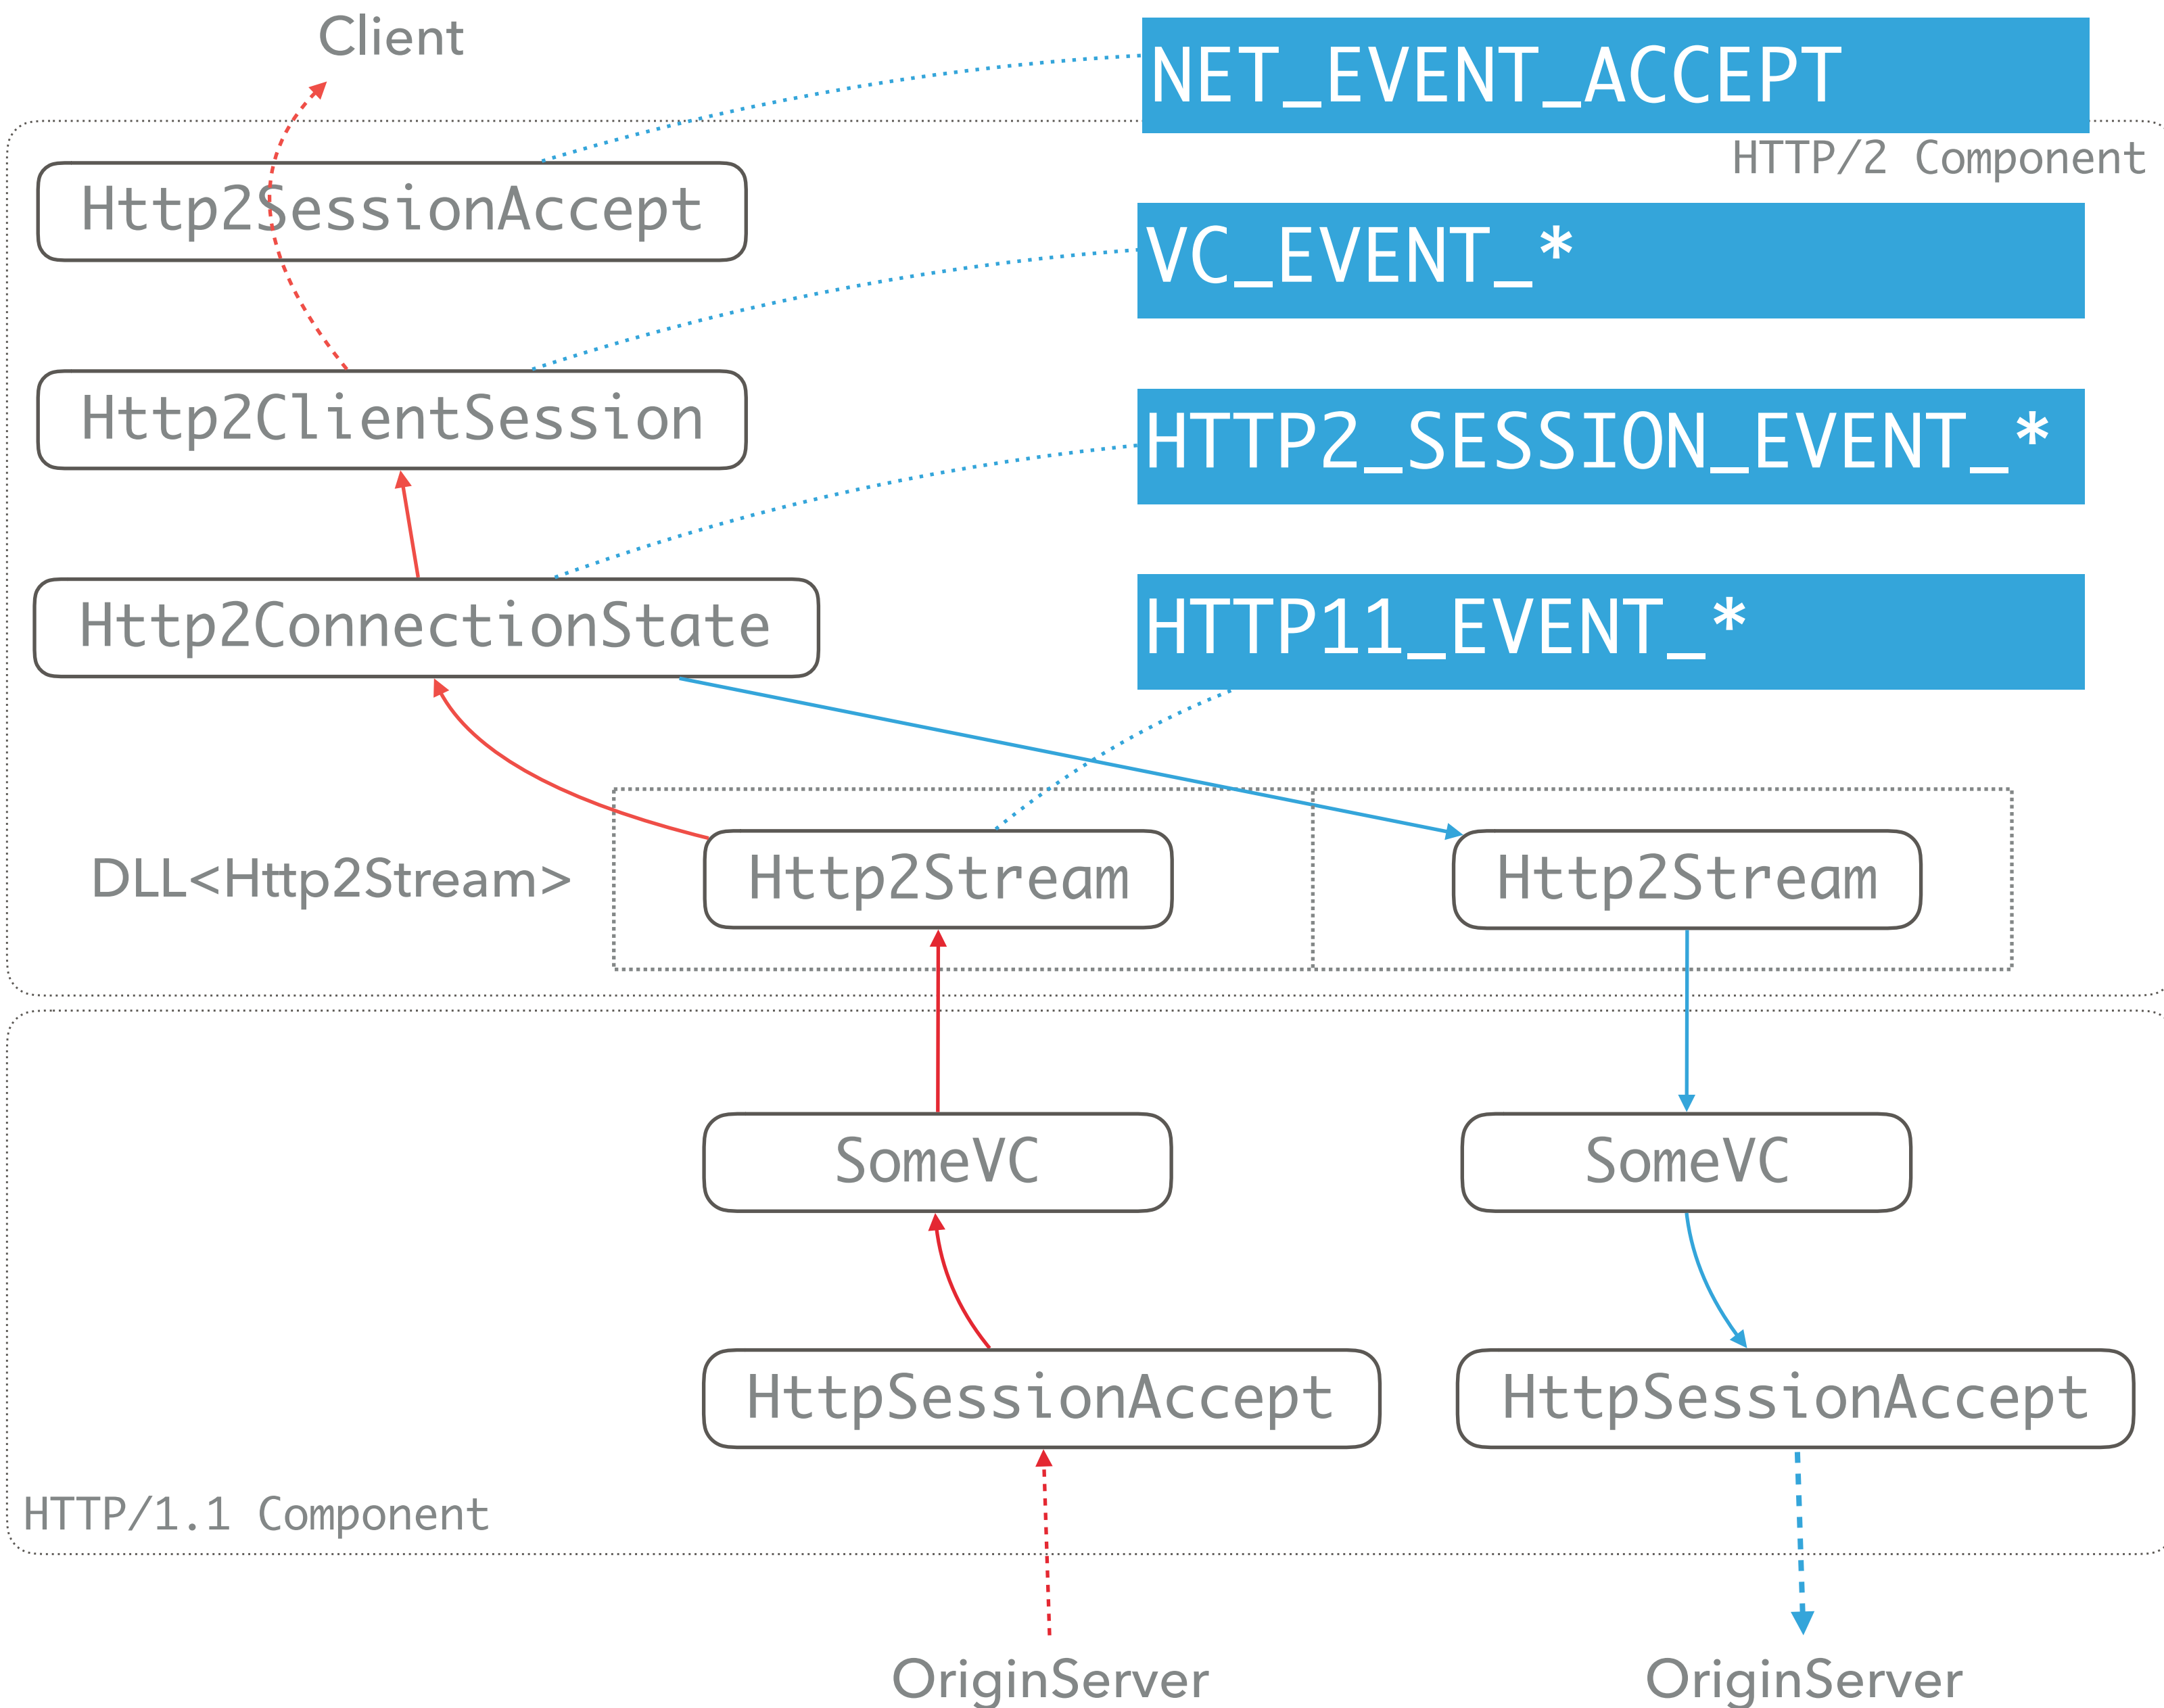 Client
NET_EVENT_ACCEPT
HTTP/2 Component
Http2SessionAccept
VC_EVENT_*
Http2ClientSession
HTTP2_SESSION_EVENT_*
Http2ConnectionState
HTTP11_EVENT_*
DLL<Http2Stream>
Http2Stream
Http2Stream
SomeVC
SomeVC
HttpSessionAccept
HttpSessionAccept
HTTP/1.1 Component
OriginServer
OriginServer